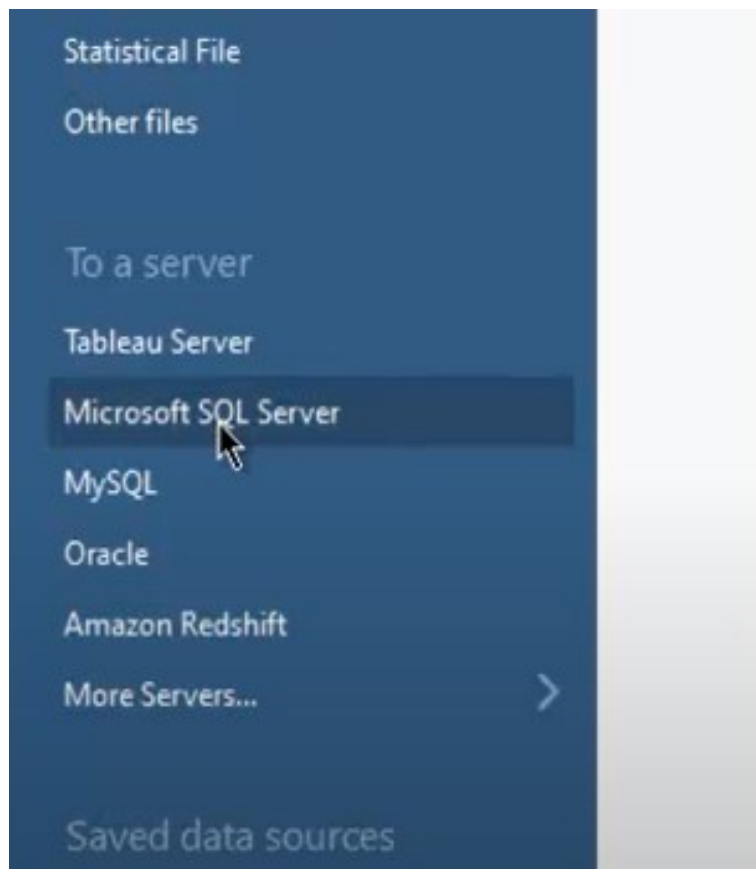 Statistical File
Other files
To a server
Tableau Server
Microsoft SQL Server
MySQL
Oracle
Amazon Redshift
More Servers...
Saved data sources